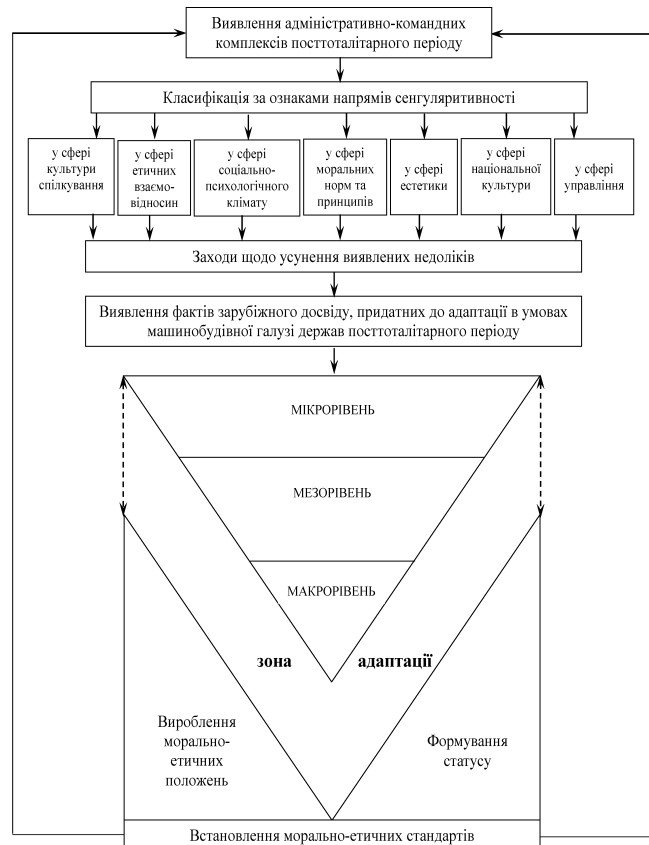 Виявлення адміністративно-командних
комплексів посттоталітарного періоду
Класифікація за ознаками напрямів сенгуляритивності
у сфері
культури
спілкування
у сфері
етичних
взаємо-
відносин
у сфері
соціально-
психологічного
клімату
у сфері
моральних
норм та
принципів
у сфері
естетики
у сфері
національної
культури
у сфері
управління
Заходи щодо усунення виявлених недоліків
Виявлення фактів зарубіжного досвіду, придатних до адаптації в умовах
машинобудівної галузі держав посттоталітарного періоду
МІКРОРІВЕНЬ
МЕЗОРІВЕНЬ
МАКРОРІВЕНЬ
зона адаптації
Вироблення
морально-
етичних
положень
Формування
статусу
Встановлення морально-етичних стандартів